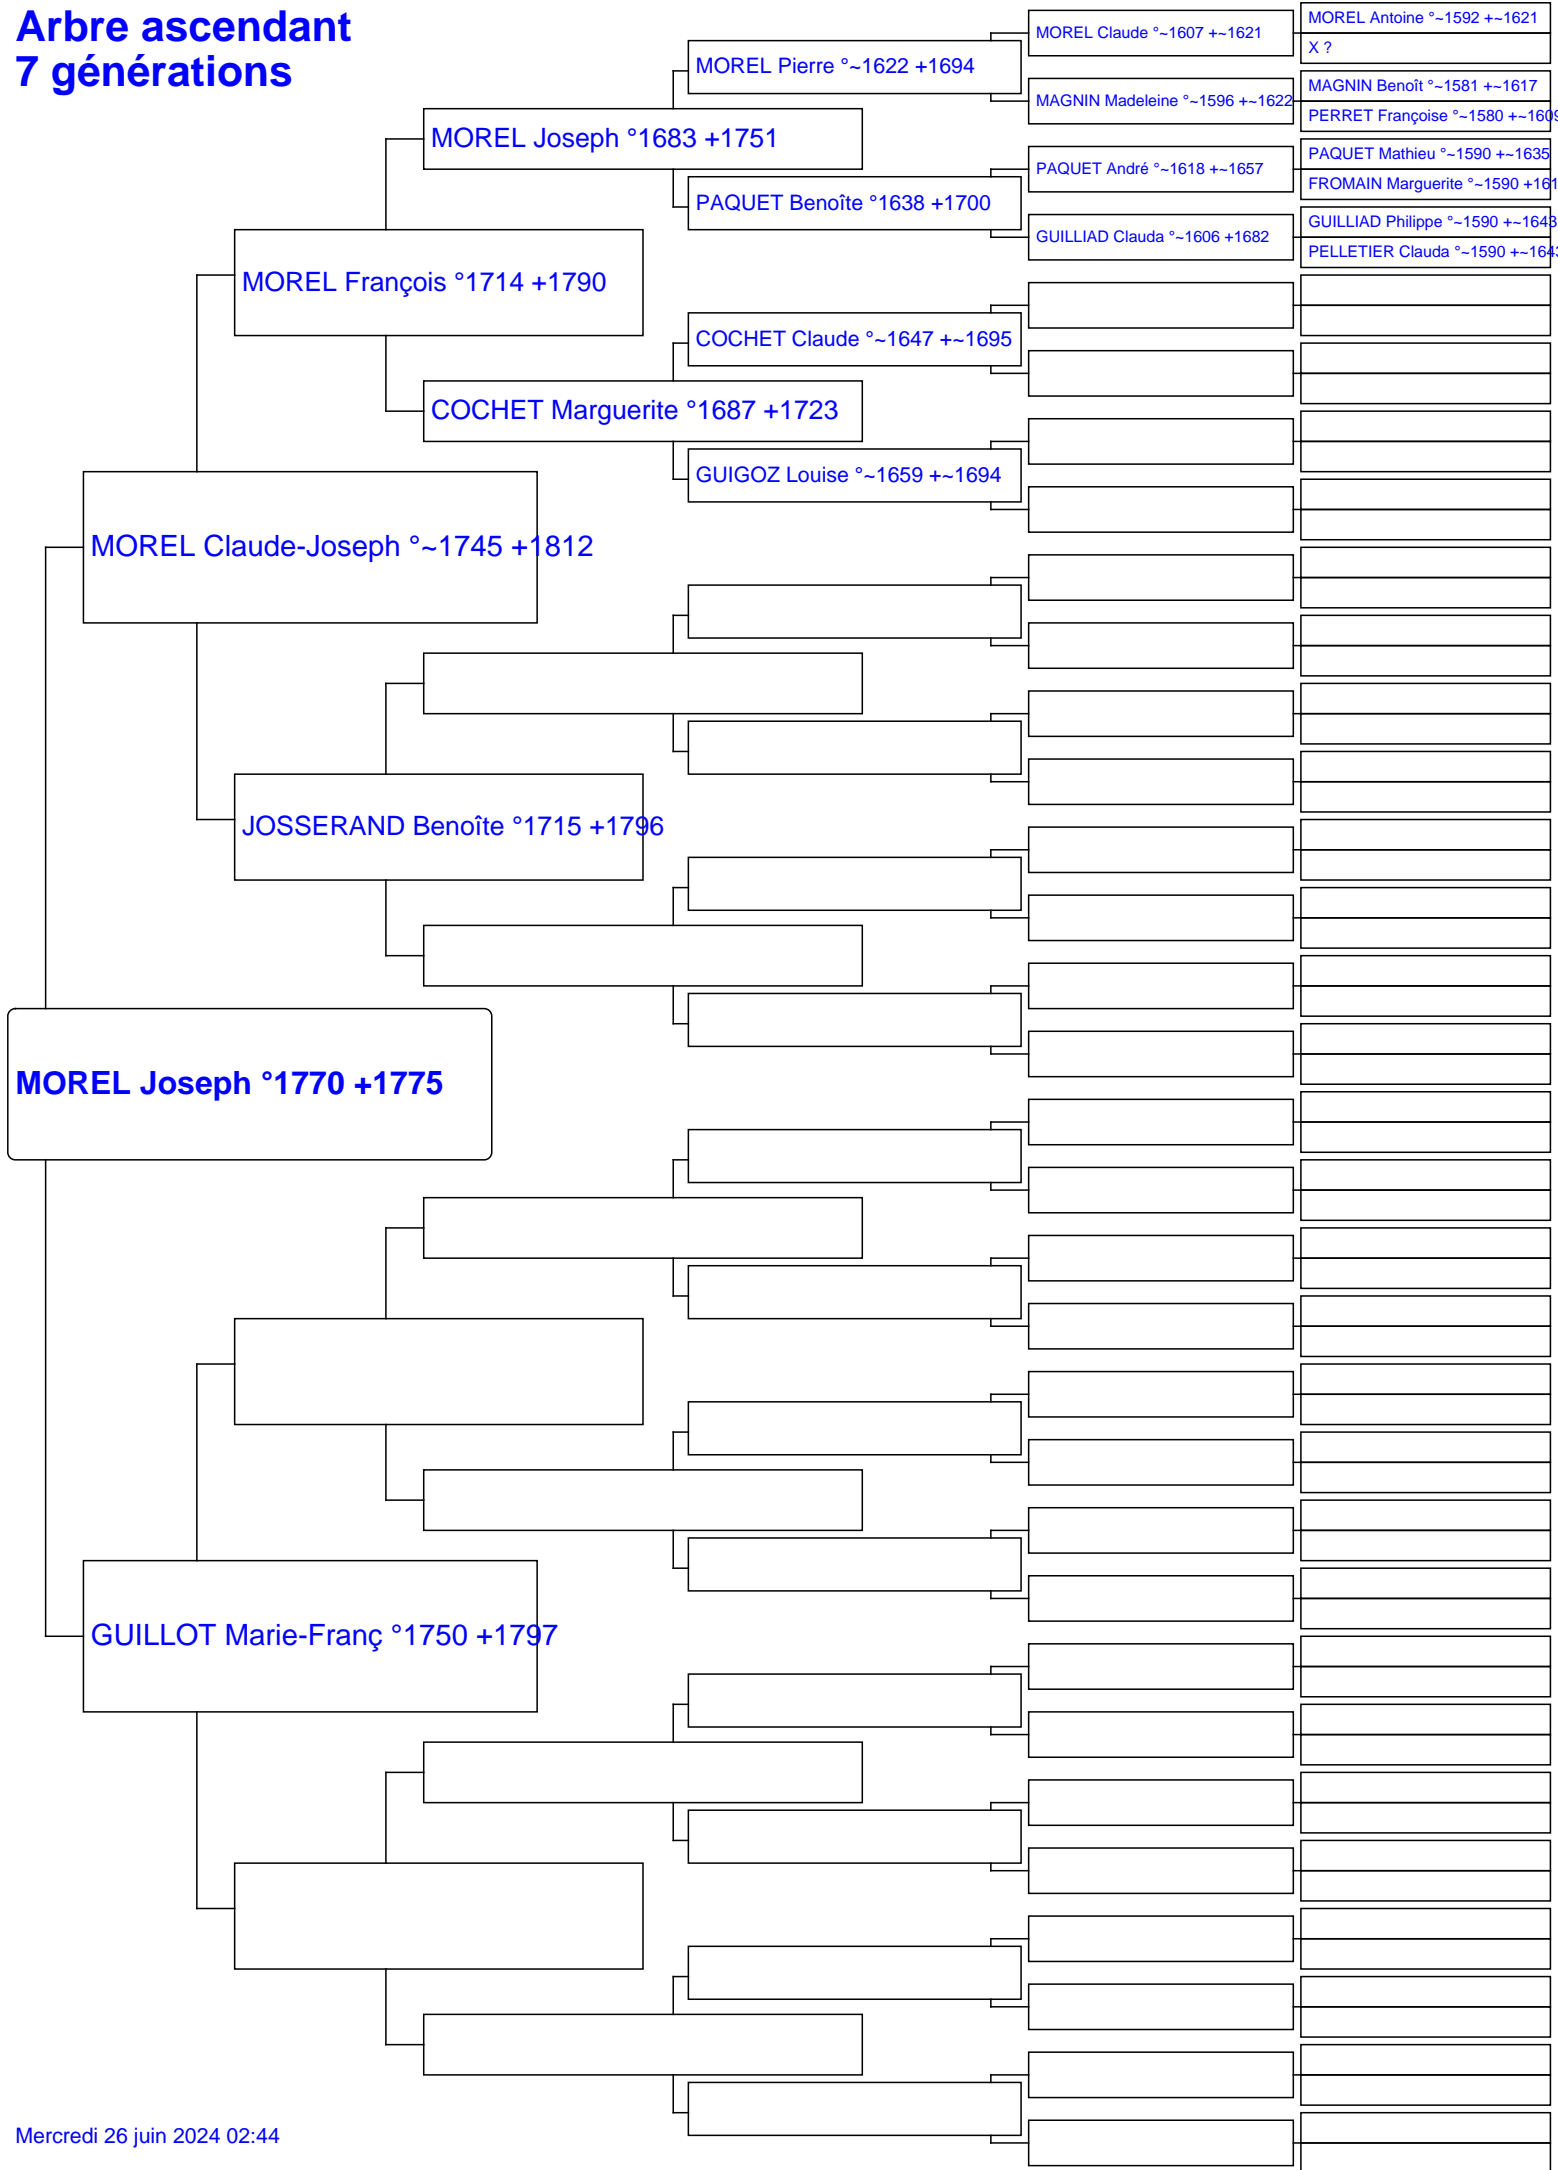 Arbre ascendant
7 générations
MOREL Joseph °1770 +1775
MOREL Claude-Joseph °~1745 +1812
GUILLOT Marie-Franç °1750 +1797
MOREL François °1714 +1790
JOSSERAND Benoîte °1715 +1796
MOREL Joseph °1683 +1751
COCHET Marguerite °1687 +1723
MOREL Pierre °~1622 +1694
PAQUET Benoîte °1638 +1700
COCHET Claude °~1647 +~1695
GUIGOZ Louise °~1659 +~1694
MOREL Claude °~1607 +~1621
MAGNIN Madeleine °~1596 +~1622
PAQUET André °~1618 +~1657
GUILLIAD Clauda °~1606 +1682
MOREL Antoine °~1592 +~1621
X ?
MAGNIN Benoît °~1581 +~1617
PERRET Françoise °~1580 +~1609
PAQUET Mathieu °~1590 +~1635
FROMAIN Marguerite °~1590 +161
GUILLIAD Philippe °~1590 +~1643
PELLETIER Clauda °~1590 +~1643
Mercredi 26 juin 2024 02:44